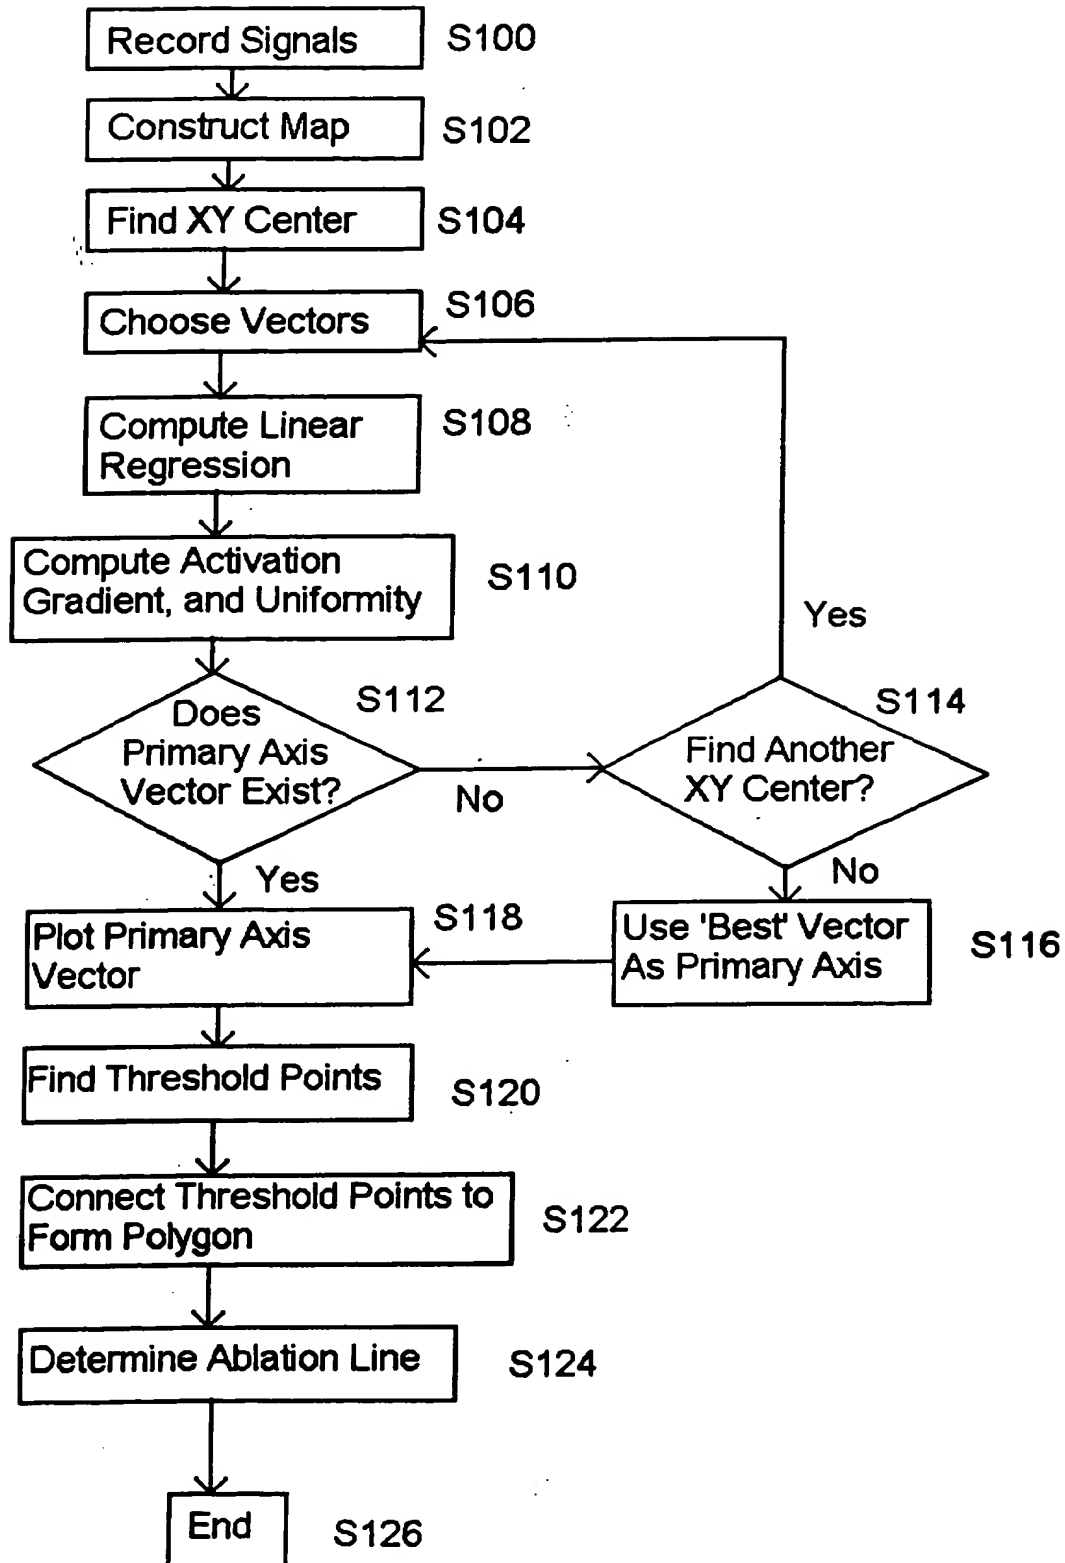 Record Signals
S100
Construct Map
S102
Find XY Center
S104
Choose Vectors
S106
Compute Linear
Regression
S108
Compute Activation
Gradient, and Uniformity
S110
Does
Primary Axis
Vector Exist?
S112
No
Yes
Find Another
XY Center?
S114
Yes
No
Use 'Best' Vector
As Primary Axis
S116
Plot Primary Axis
Vector
S118
Find Threshold Points
S120
Connect Threshold Points to
Form Polygon
S122
Determine Ablation Line
S124
End
S126